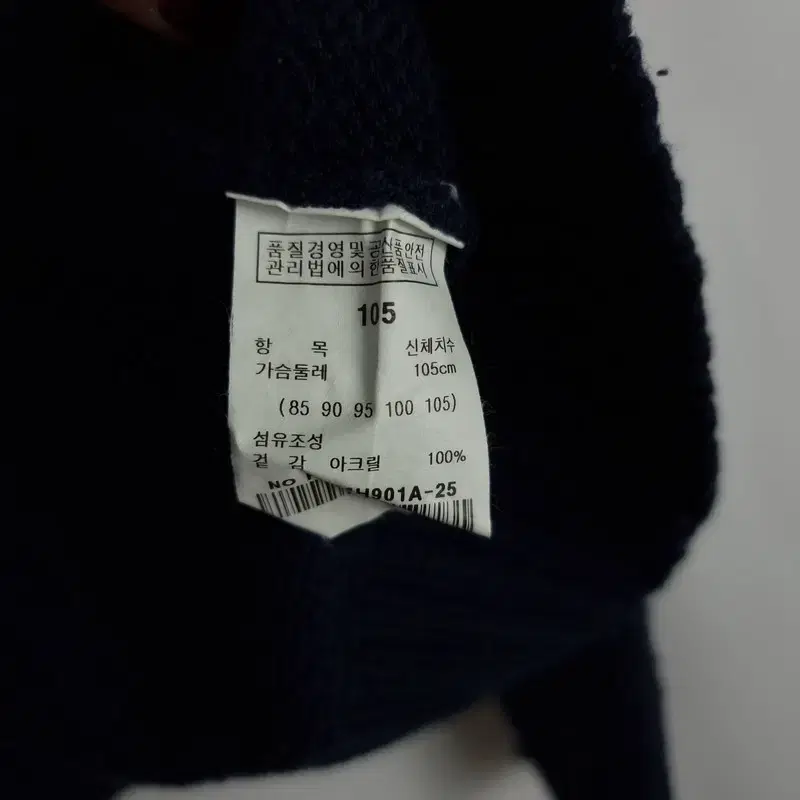 품질경영및공산품안전
관리법에의한품질표시
105
항 목 신체치수
가슴둘레 105cm
(85 90 95 100 105)
섬유조성
겉 감 아크릴 100%
NO H901A-25